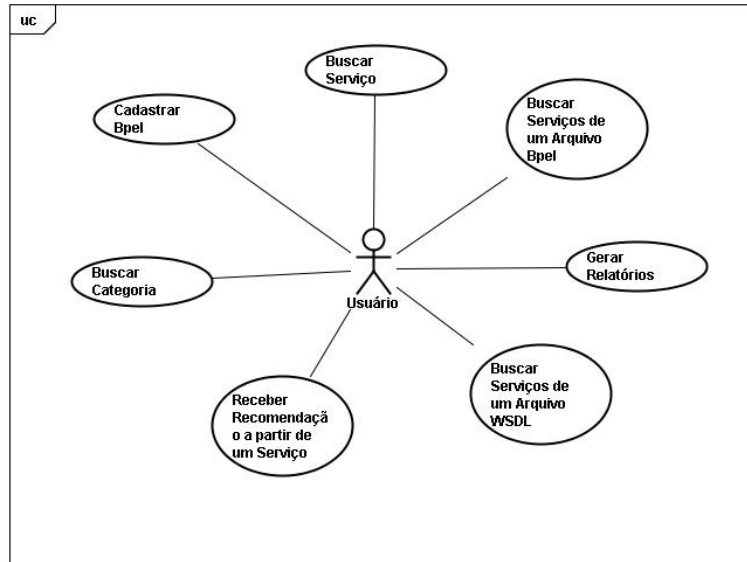 uc
Buscar
Serviço
Cadastrar
Bpel
Buscar
Serviços de
um Arquivo
Bpel
Buscar
Categoria
Usuário
Gerar
Relatórios
Receber
Recomendaçã
o a partir de
um Serviço
Buscar
Serviços de
um Arquivo
WSDL